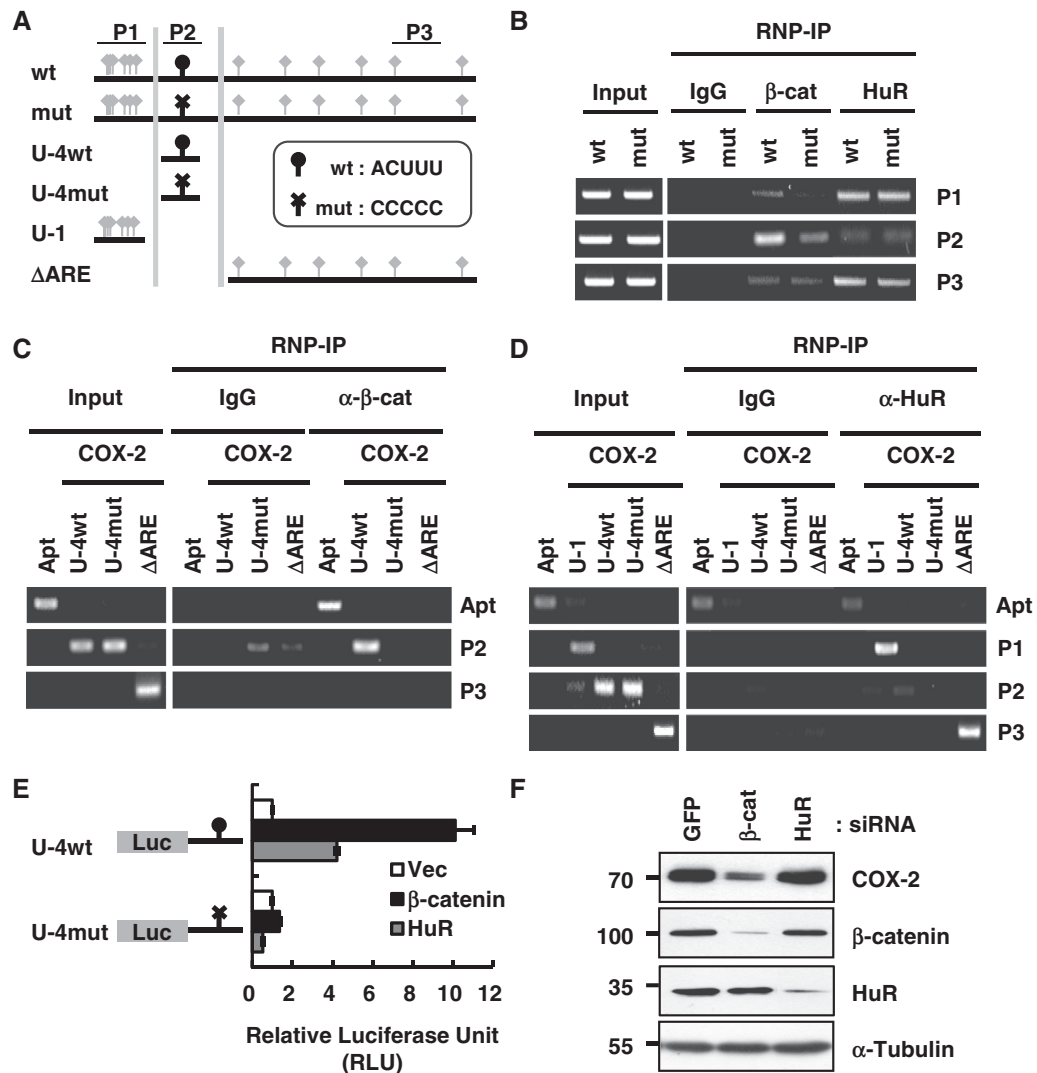 A
P1 P2 P3
wt
mut
U-4wt
U-4mut
U-1
ΔARE
wt : ACUUU
mut : CCCCC
B
RNP-IP
Input IgG β-cat HuR
wt mut wt mut wt mut wt mut
P1
P2
P3
C
RNP-IP
Input IgG α-β-cat
COX-2 COX-2 COX-2
Apt U-4wt U-4mut ΔARE Apt U-4wt U-4mut ΔARE Apt U-4wt U-4mut ΔARE
Apt
P2
P3
D
RNP-IP
Input IgG α-HuR
COX-2 COX-2 COX-2
Apt U-1 U-4wt U-4mut ΔARE Apt U-1 U-4wt U-4mut ΔARE Apt U-1 U-4wt U-4mut ΔARE
Apt
P1
P2
P3
E
U-4wt Luc
U-4mut Luc
Vec
β-catenin
HuR
0 2 4 6 8 10 12
Relative Luciferase Unit
(RLU)
F
GFP β-cat HuR : siRNA
70 COX-2
100 β-catenin
35 HuR
55 α-Tubulin